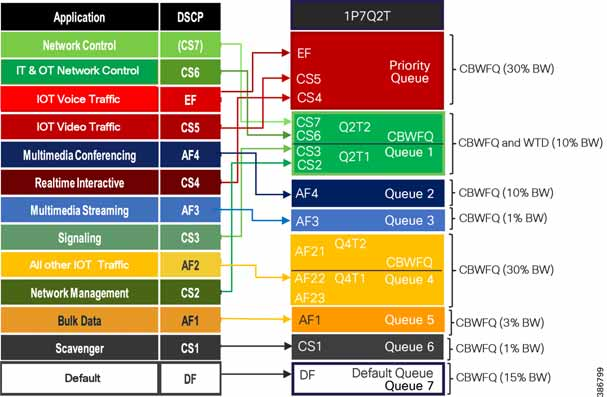 Application DSCP 1P7Q2T
Network Control (CS7)
IT & OT Network Control CS6
IOT Voice Traffic EF
IOT Video Traffic CS5
Multimedia Conferencing AF4
Realtime Interactive CS4
Multimedia Streaming AF3
Signaling CS3
All other IOT Traffic AF2
Network Management CS2
Bulk Data AF1
Scavenger CS1
Default DF
EF
Priority
CS5 Queue
CS4
CBWFQ (30% BW)
CS7 Q2T2
CS6 CBWFQ
CS3 Q2T1 Queue 1
CS2
CBWFQ and WTD (10% BW)
AF4 Queue 2 CBWFQ (10% BW)
AF3 Queue 3 CBWFQ (1% BW)
AF21 Q4T2
CBWFQ
AF22 Q4T1 Queue 4
AF23
CBWFQ (30% BW)
AF1 Queue 5 CBWFQ (3% BW)
CS1 Queue 6 CBWFQ (1% BW)
DF Default Queue
Queue 7
CBWFQ (15% BW)
386799